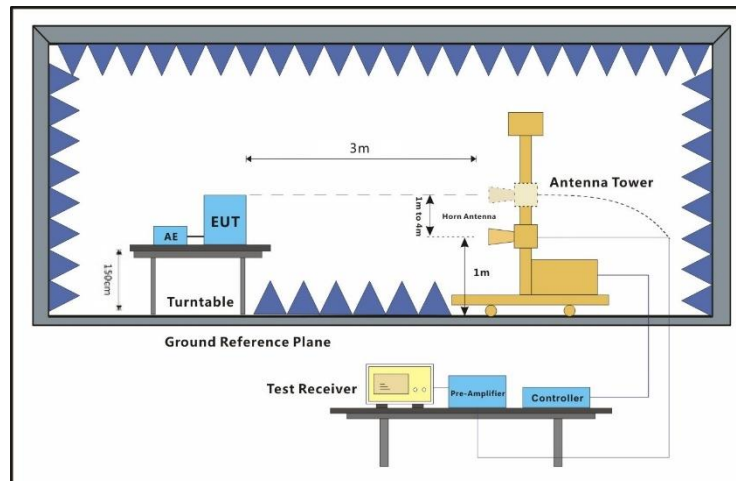 3m
Antenna Tower
1m to 4m
Horn Antenna
EUT
AE
150cm
1m
Turntable
Ground Reference Plane
Test Receiver
Pre-Amplifier
Controller